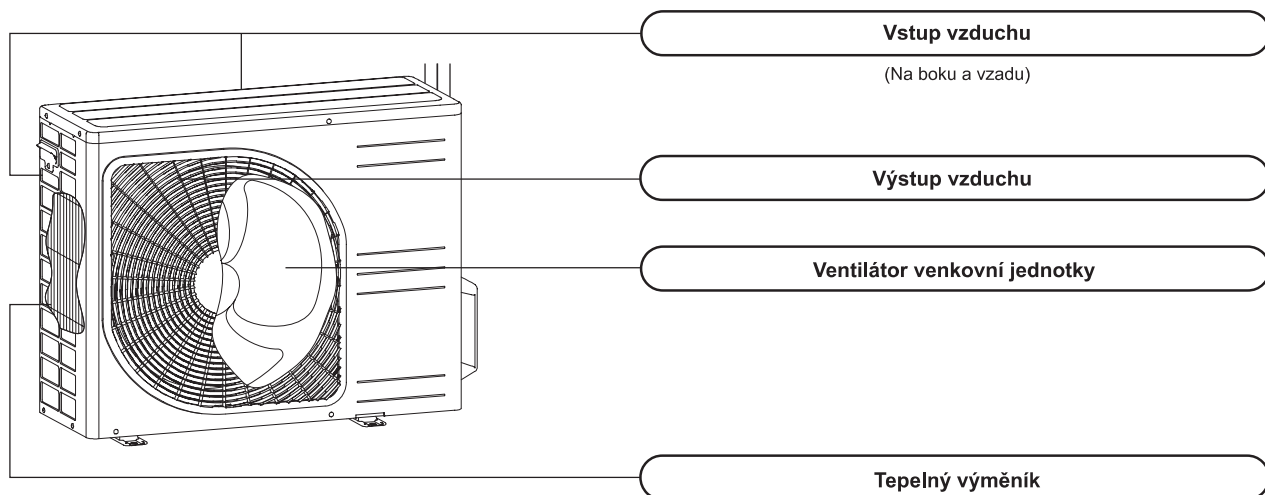 Vstup vzduchu
(Na boku a vzadu)
Výstup vzduchu
Ventilátor venkovní jednotky
Tepelný výměník